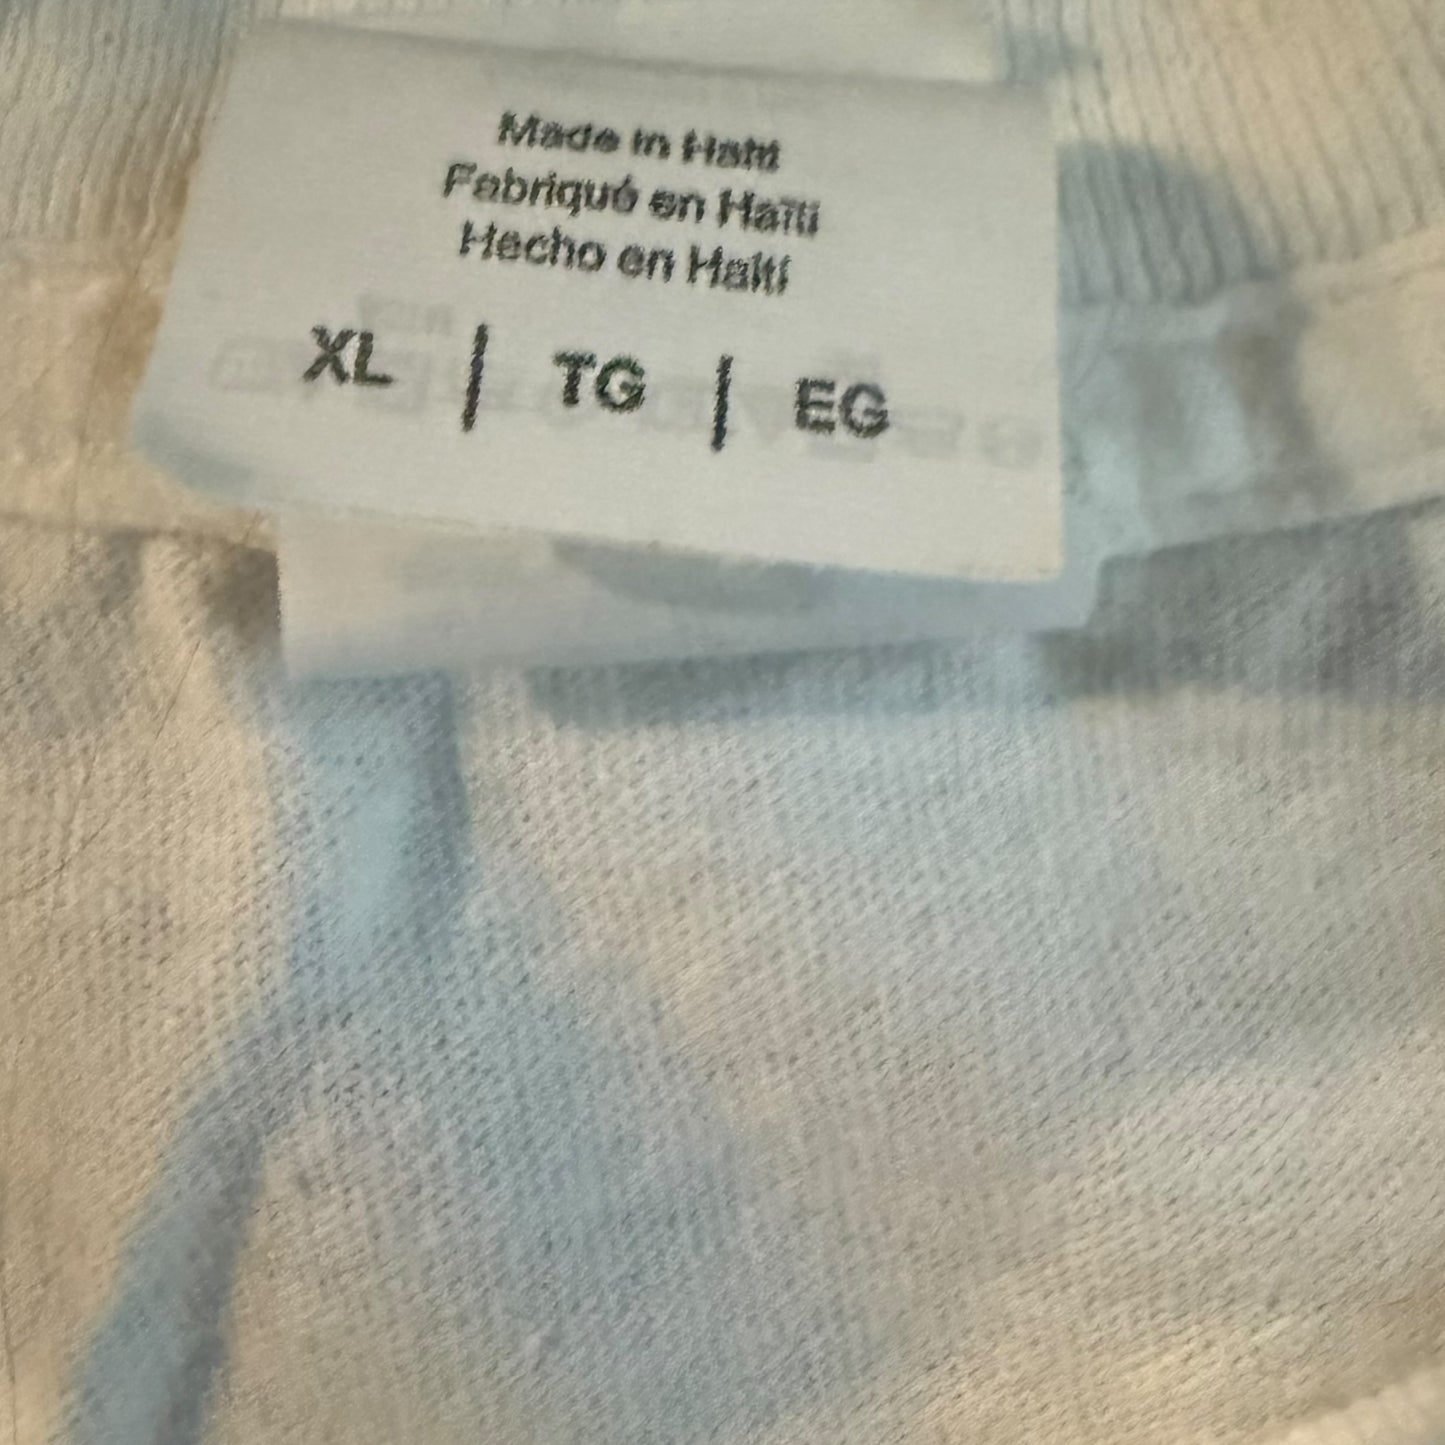 Made in Haiti
Fabriqué en Haïti
Hecho en Haití
XL | TG | EG